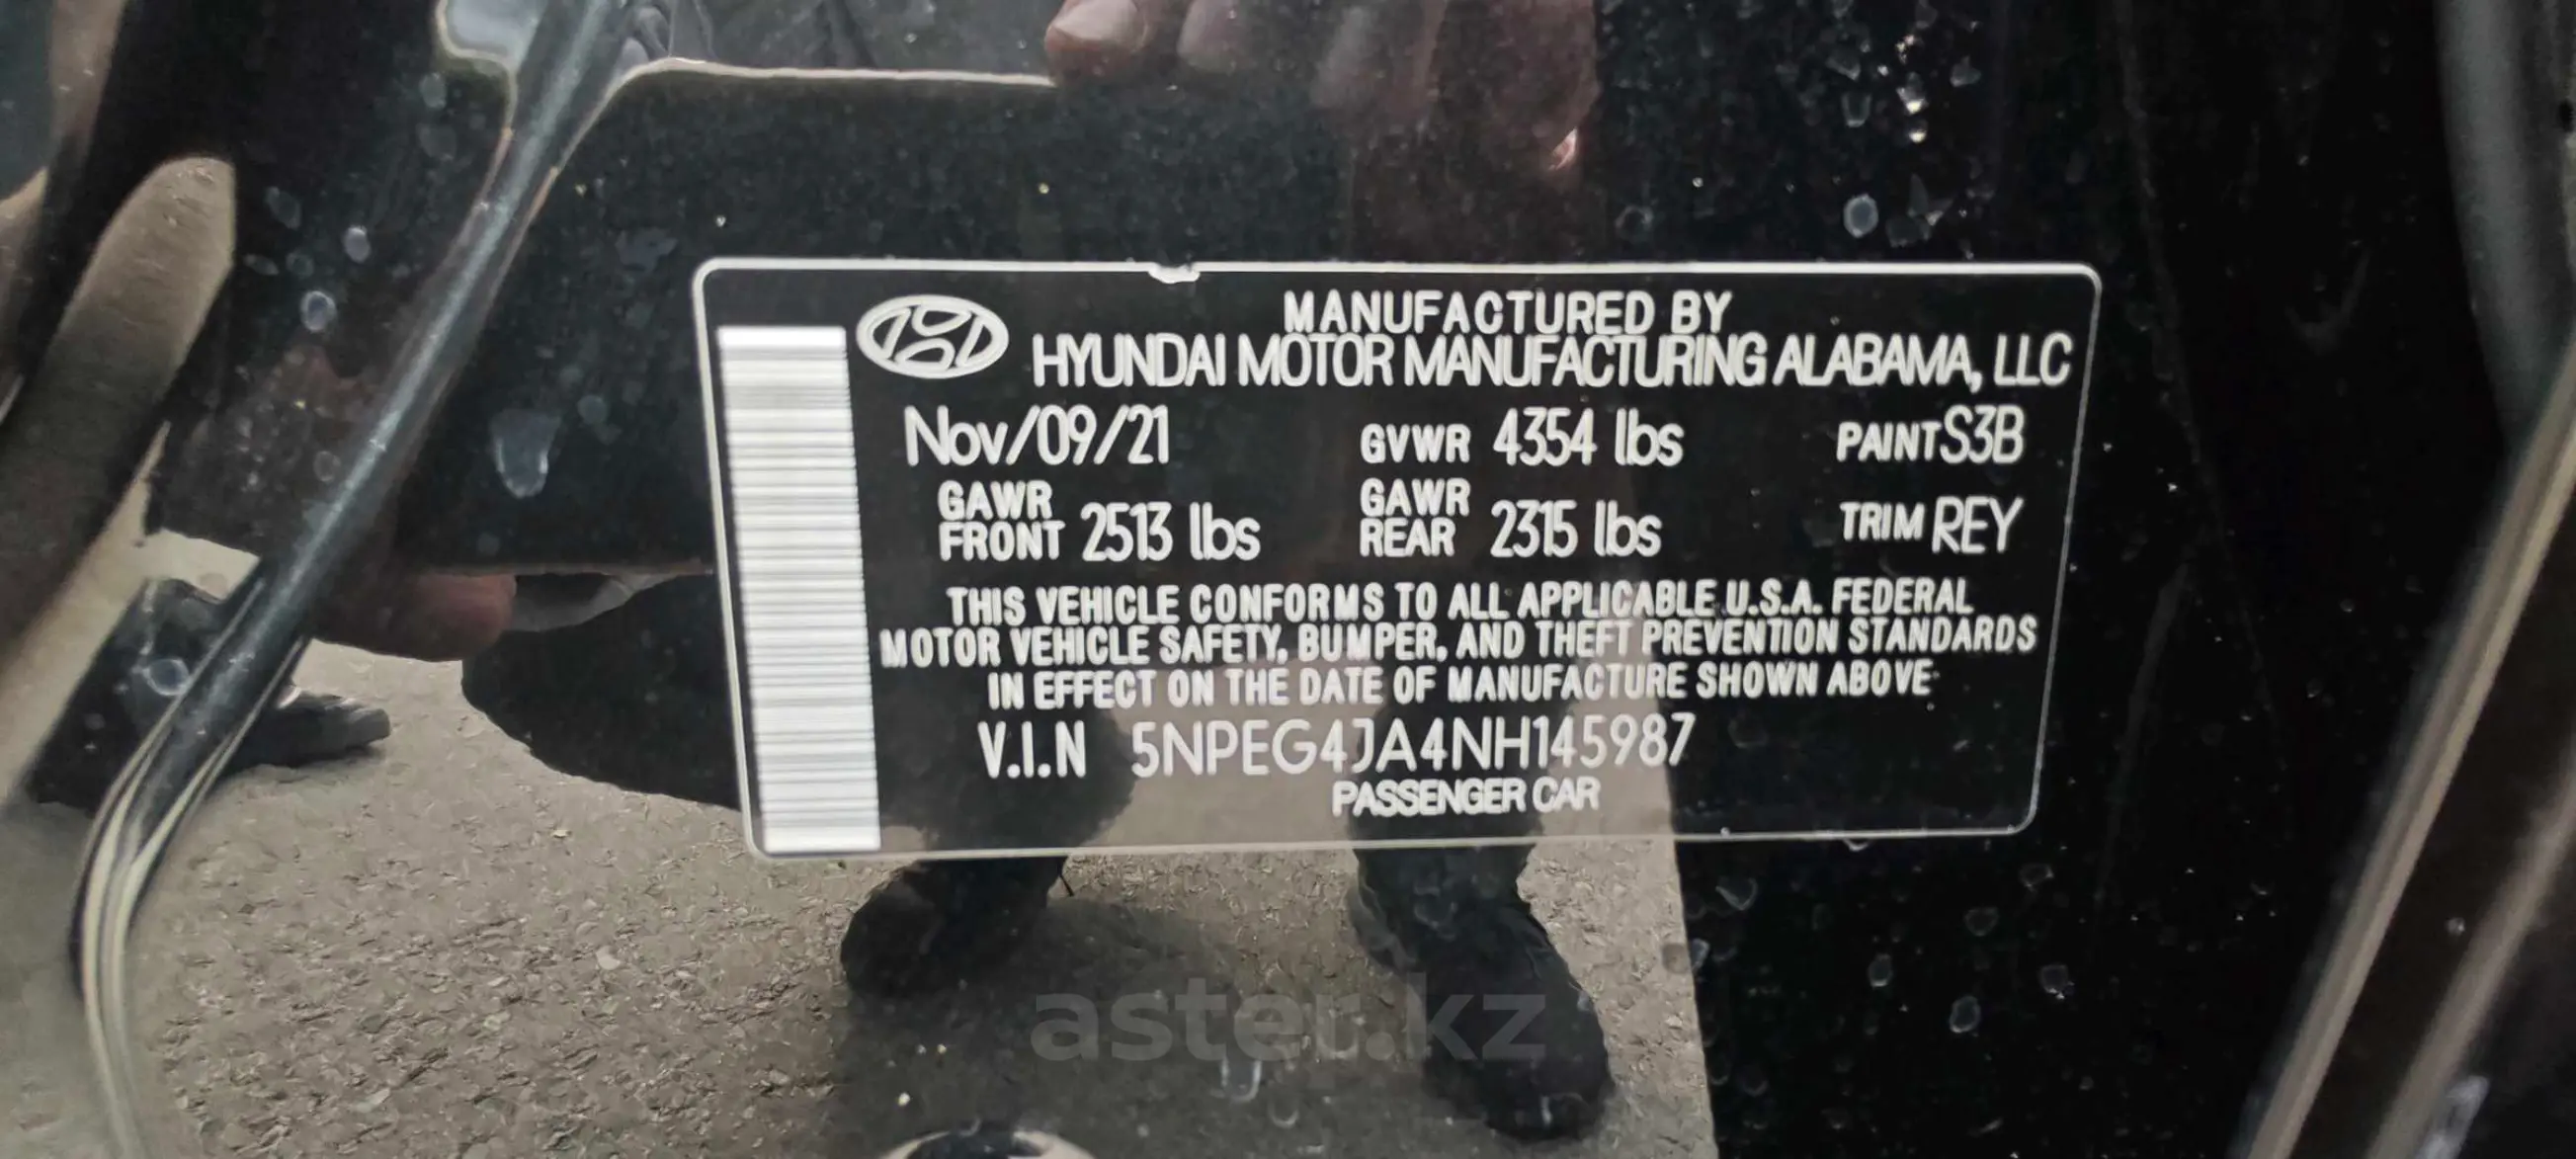 MANUFACTURED BY
HYUNDAI MOTOR MANUFACTURING ALABAMA, LLC
Nov/09/21 GVWR 4354 lbs PAINT S3B
GAWR FRONT 2513 lbs GAWR REAR 2315 lbs TRIM REY
THIS VEHICLE CONFORMS TO ALL APPLICABLE U.S.A. FEDERAL
MOTOR VEHICLE SAFETY, BUMPER, AND THEFT PREVENTION STANDARDS
IN EFFECT ON THE DATE OF MANUFACTURE SHOWN ABOVE
V.I.N 5NPEG4JA4NH145987
PASSENGER CAR
aster.kz